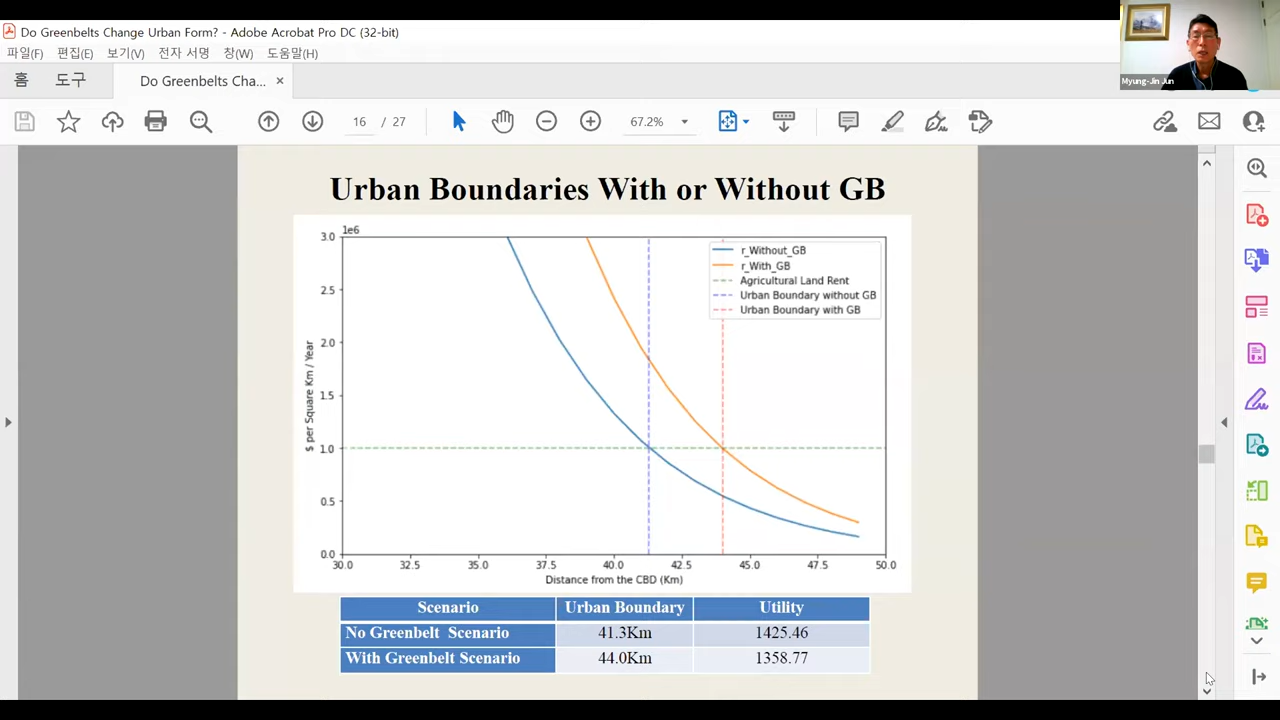 Do Greenbelts Change Urban Form? - Adobe Acrobat Pro DC (32-bit)
파일(F) 편집(E) 보기(V) 전자 서명 창(W) 도움말(H)
홈 도구 Do Greenbelts Cha... ×
16 / 27 67.2%
Myung-Jin Jun
Urban Boundaries With or Without GB
1e6
3.0
2.5
2.0
1.5
1.0
0.5
0.0
$ per Square Km / Year
r_Without_GB
r_With_GB
Agricultural Land Rent
Urban Boundary without GB
Urban Boundary with GB
30.0 32.5 35.0 37.5 40.0 42.5 45.0 47.5 50.0
Distance from the CBD (Km)
Scenario Urban Boundary Utility
No Greenbelt Scenario 41.3Km 1425.46
With Greenbelt Scenario 44.0Km 1358.77